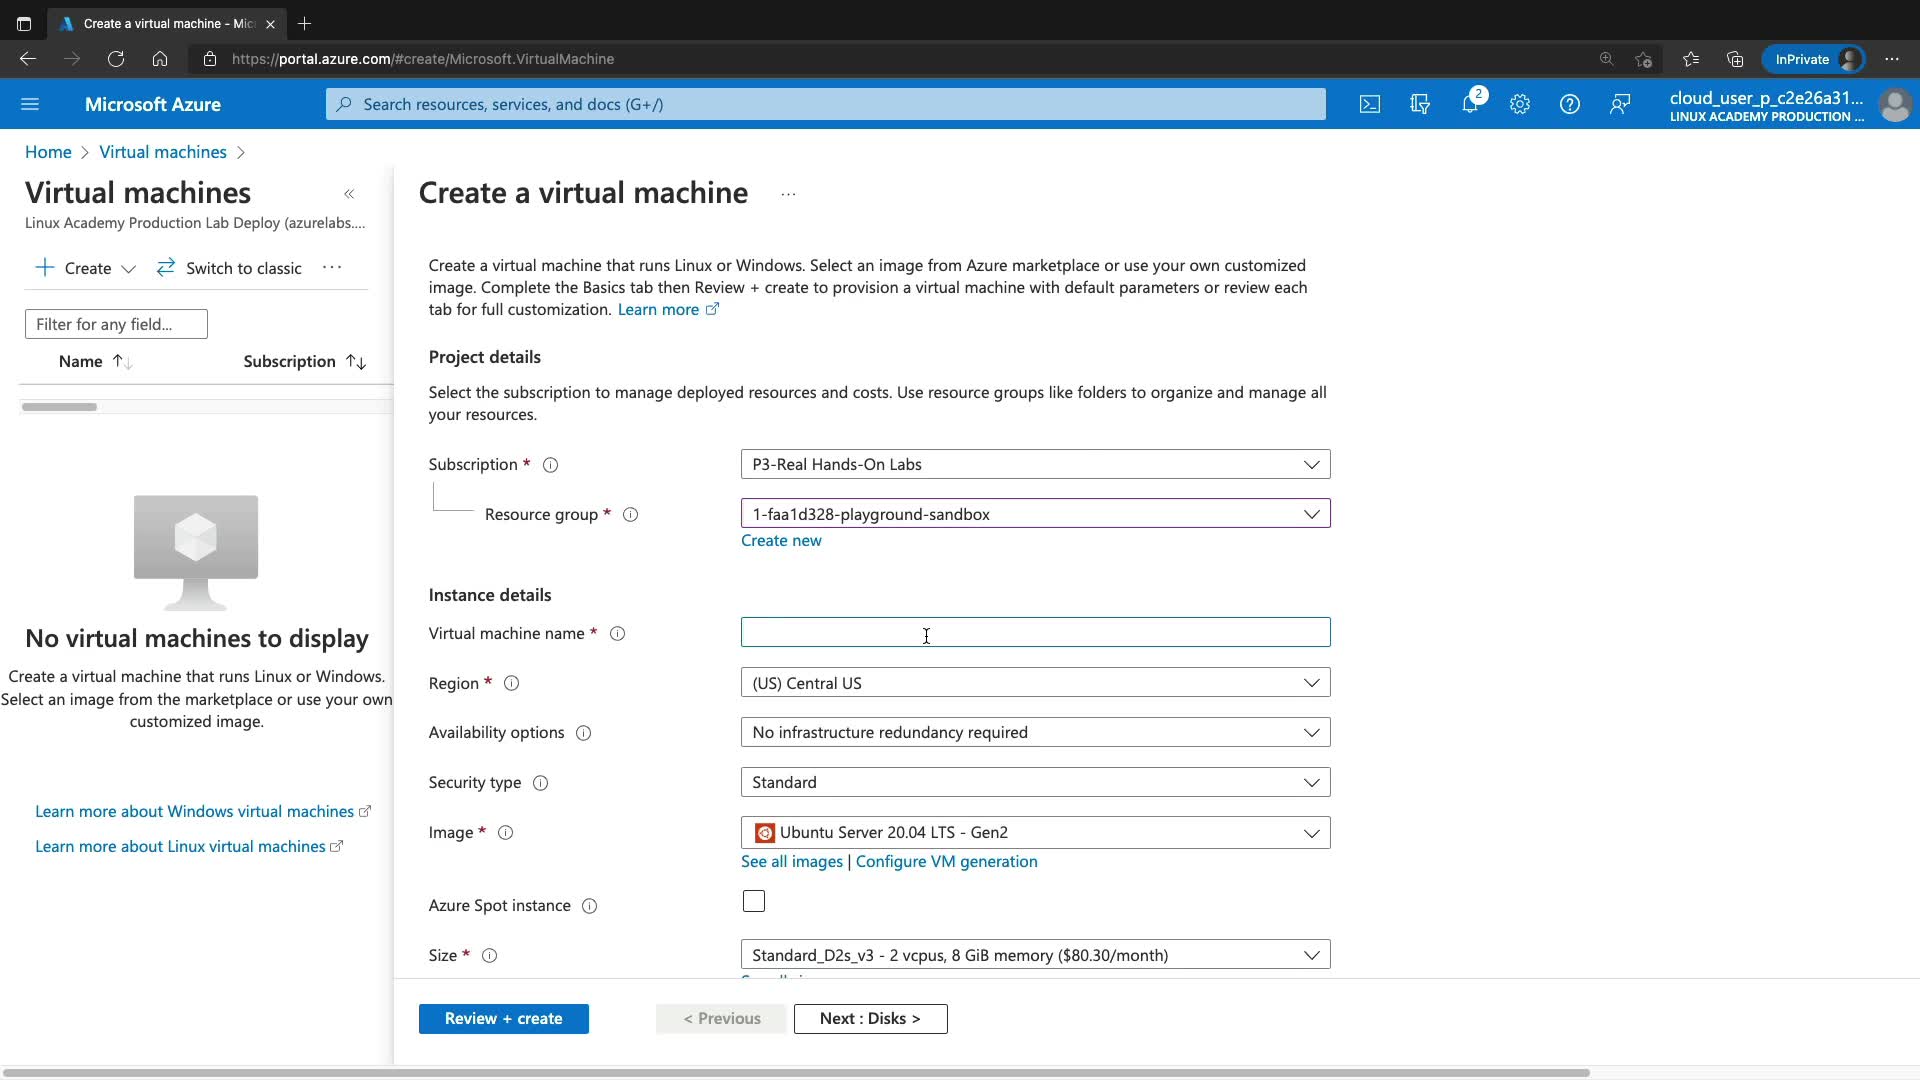 Create a virtual machine - Mic
https://portal.azure.com/#create/Microsoft.VirtualMachine
InPrivate
Microsoft Azure
Search resources, services, and docs (G+/)
2
cloud_user_p_c2e26a31...
LINUX ACADEMY PRODUCTION ...
Home > Virtual machines >
Virtual machines
«
Linux Academy Production Lab Deploy (azurelabs....
Create
Switch to classic
...
Filter for any field...
Name
Subscription
No virtual machines to display
Create a virtual machine that runs Linux or Windows.
Select an image from the marketplace or use your own
customized image.
Learn more about Windows virtual machines
Learn more about Linux virtual machines
Create a virtual machine
...
Create a virtual machine that runs Linux or Windows. Select an image from Azure marketplace or use your own customized
image. Complete the Basics tab then Review + create to provision a virtual machine with default parameters or review each
tab for full customization. Learn more
Project details
Select the subscription to manage deployed resources and costs. Use resource groups like folders to organize and manage all
your resources.
Subscription *
P3-Real Hands-On Labs
Resource group *
1-faa1d328-playground-sandbox
Create new
Instance details
Virtual machine name *
Region *
(US) Central US
Availability options
No infrastructure redundancy required
Security type
Standard
Image *
Ubuntu Server 20.04 LTS - Gen2
See all images | Configure VM generation
Azure Spot instance
Size *
Standard_D2s_v3 - 2 vcpus, 8 GiB memory ($80.30/month)
Review + create
< Previous
Next : Disks >